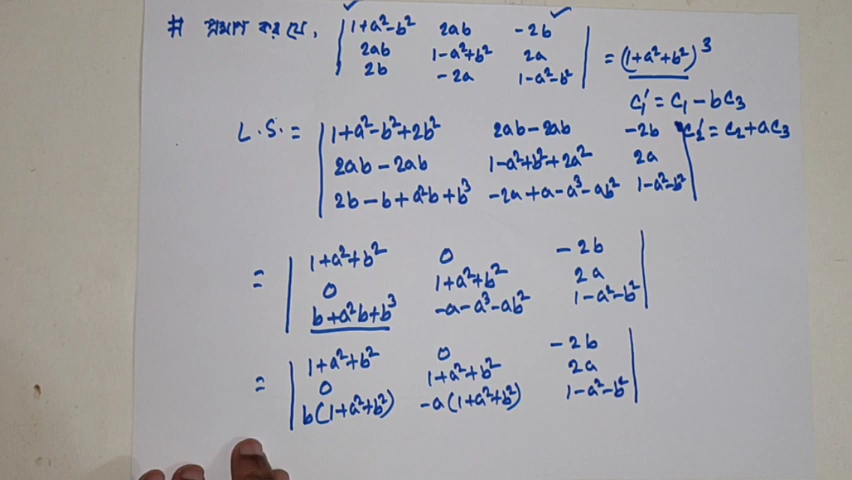 # প্রমাণ কর যে, | 1+a²-b² 2ab -2b |
| 2ab 1-a²+b² 2a | = (1+a²+b²)³
| 2b -2a 1-a²-b² |
c₁′ = c₁ - bc₃
c₂′ = c₂ + ac₃
L.S. = | 1+a²-b²+2b² 2ab-2ab -2b |
| 2ab-2ab 1-a²+b²+2a² 2a |
| 2b-b+a²b+b³ -2a+a-a³-ab² 1-a²-b² |
= | 1+a²+b² 0 -2b |
| 0 1+a²+b² 2a |
| b+a²b+b³ -a-a³-ab² 1-a²-b² |
= | 1+a²+b² 0 -2b |
| 0 1+a²+b² 2a |
| b(1+a²+b²) -a(1+a²+b²) 1-a²-b² |